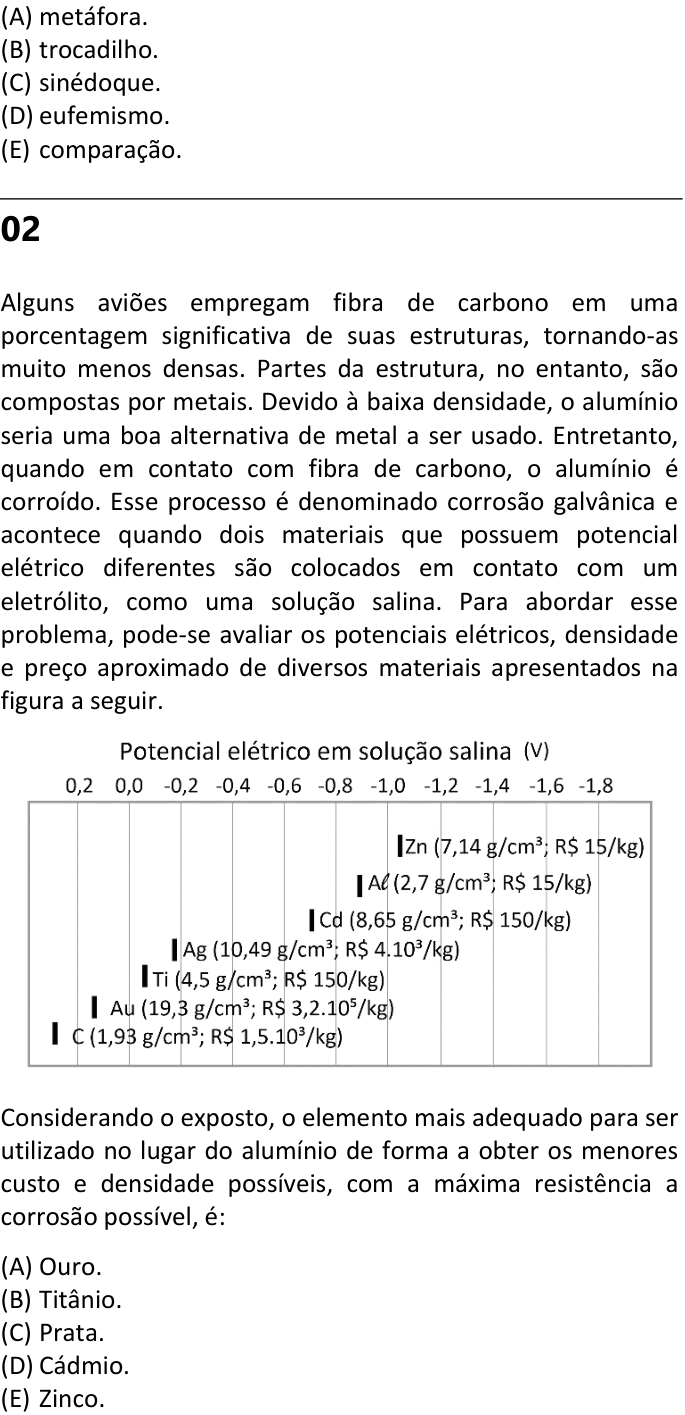 (A) metáfora.
(B) trocadilho.
(C) sinédoque.
(D) eufemismo.
(E) comparação.
02
Alguns aviões empregam fibra de carbono em uma
porcentagem significativa de suas estruturas, tornando-as
muito menos densas. Partes da estrutura, no entanto, são
compostas por metais. Devido à baixa densidade, o alumínio
seria uma boa alternativa de metal a ser usado. Entretanto,
quando em contato com fibra de carbono, o alumínio é
corroído. Esse processo é denominado corrosão galvânica e
acontece quando dois materiais que possuem potencial
elétrico diferentes são colocados em contato com um
eletrólito, como uma solução salina. Para abordar esse
problema, pode-se avaliar os potenciais elétricos, densidade
e preço aproximado de diversos materiais apresentados na
figura a seguir.
Potencial elétrico em solução salina (V)
0,2 0,0 -0,2 -0,4 -0,6 -0,8 -1,0 -1,2 -1,4 -1,6 -1,8
Zn (7,14 g/cm³; R$ 15/kg)
Aℓ (2,7 g/cm³; R$ 15/kg)
Cd (8,65 g/cm³; R$ 150/kg)
Ag (10,49 g/cm³; R$ 4.10³/kg)
Ti (4,5 g/cm³; R$ 150/kg)
Au (19,3 g/cm³; R$ 3,2.10⁵/kg)
C (1,93 g/cm³; R$ 1,5.10³/kg)
Considerando o exposto, o elemento mais adequado para ser
utilizado no lugar do alumínio de forma a obter os menores
custo e densidade possíveis, com a máxima resistência a
corrosão possível, é:
(A) Ouro.
(B) Titânio.
(C) Prata.
(D) Cádmio.
(E) Zinco.